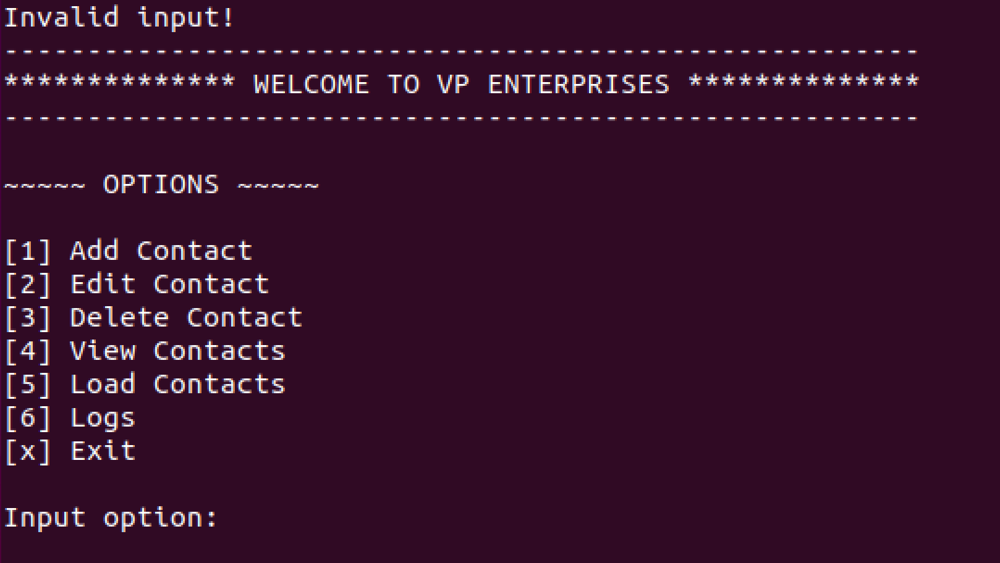 Invalid input!
-------------------------------------------------------
************** WELCOME TO VP ENTERPRISES **************
-------------------------------------------------------
~~~~~ OPTIONS ~~~~~
[1] Add Contact
[2] Edit Contact
[3] Delete Contact
[4] View Contacts
[5] Load Contacts
[6] Logs
[x] Exit
Input option: